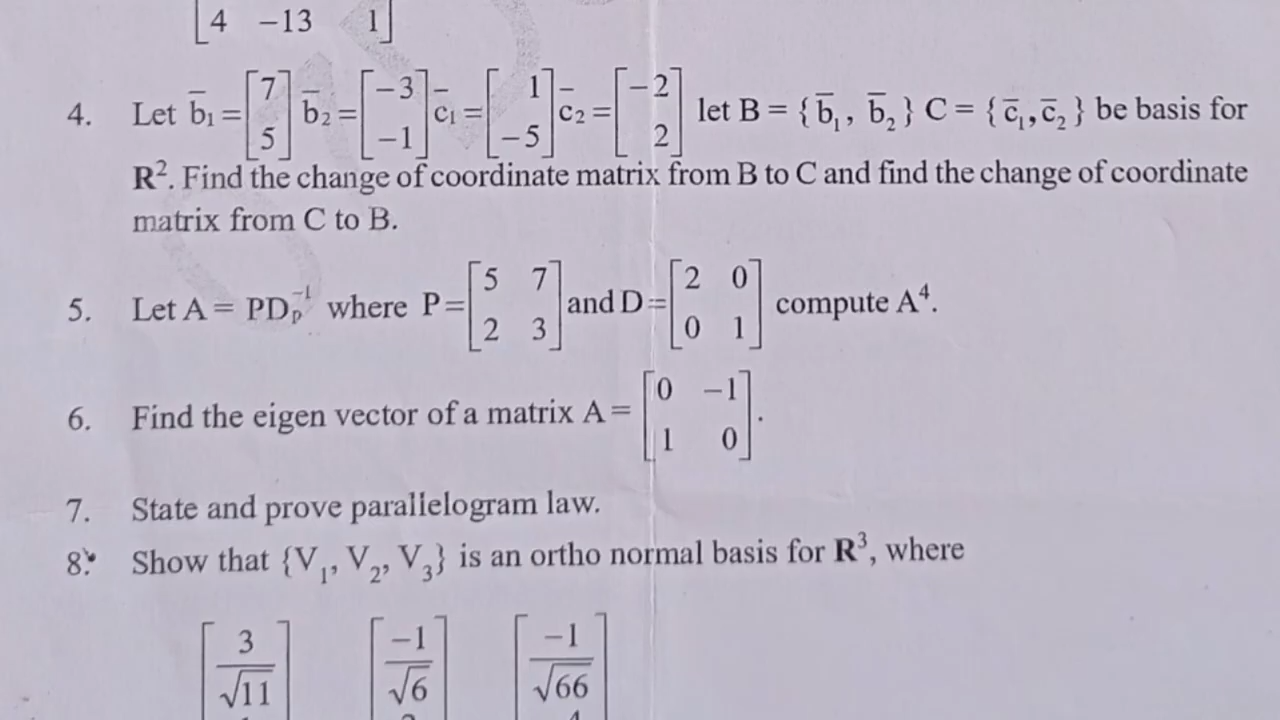 [4 -13 1]
4. Let b̄₁ = [7 5] b̄₂ = [-3 -1] c̄₁ = [1 -5] c̄₂ = [-2 2] let B = {b̄₁, b̄₂} C = {c̄₁, c̄₂} be basis for
R². Find the change of coordinate matrix from B to C and find the change of coordinate
matrix from C to B.
5. Let A = PDₚ⁻¹ where P= [5 7 2 3] and D= [2 0 0 1] compute A⁴.
6. Find the eigen vector of a matrix A = [0 -1 1 0].
7. State and prove parallelogram law.
8. Show that {V₁, V₂, V₃} is an ortho normal basis for R³, where
[3/√11] [-1/√6] [-1/√66]